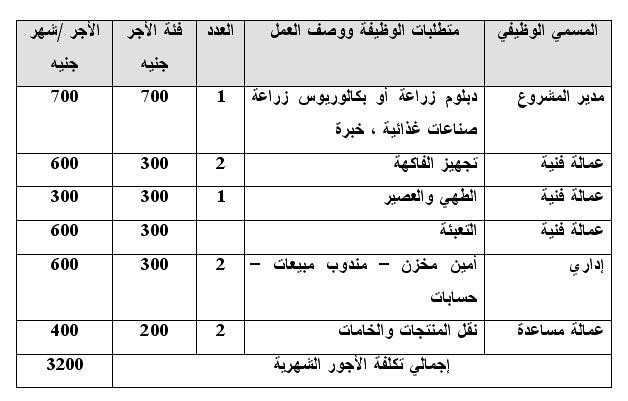 المسمي الوظيفي متطلبات الوظيفة ووصف العمل العدد فئة الأجر جنيه الأجر /شهر جنيه
مدير المشروع دبلوم زراعة أو بكالوريوس زراعة صناعات غذائية ، خبرة 1 700 700
عمالة فنية تجهيز الفاكهة 2 300 600
عمالة فنية الطهي والعصير 1 300 300
عمالة فنية التعبئة 300 600
إداري أمين مخزن – مندوب مبيعات – حسابات 2 300 600
عمالة مساعدة نقل المنتجات والخامات 2 200 400
إجمالي تكلفة الأجور الشهرية 3200